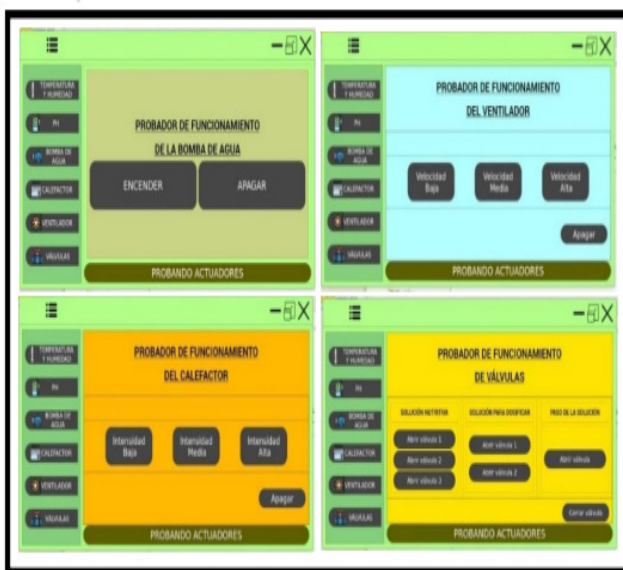 TEMPERATURA
Y HUMEDAD
PH
BOMBA DE
AGUA
CALEFACTOR
VENTILADOR
VÁLVULAS
PROBADOR DE FUNCIONAMIENTO
DE LA BOMBA DE AGUA
ENCENDER APAGAR
PROBANDO ACTUADORES
TEMPERATURA
Y HUMEDAD
PH
BOMBA DE
AGUA
CALEFACTOR
VENTILADOR
VÁLVULAS
PROBADOR DE FUNCIONAMIENTO
DEL VENTILADOR
Velocidad Velocidad Velocidad
Baja Media Alta
Apagar
PROBANDO ACTUADORES
TEMPERATURA
Y HUMEDAD
PH
BOMBA DE
AGUA
CALEFACTOR
VENTILADOR
VÁLVULAS
PROBADOR DE FUNCIONAMIENTO
DEL CALEFACTOR
Intensidad Intensidad Intensidad
Baja Media Alta
Apagar
PROBANDO ACTUADORES
TEMPERATURA
Y HUMEDAD
PH
BOMBA DE
AGUA
CALEFACTOR
VENTILADOR
VÁLVULAS
PROBADOR DE FUNCIONAMIENTO
DE VÁLVULAS
SOLUCIÓN NUTRITIVA SOLUCIÓN PARA DOSIFICAR PASO DE LA SOLUCIÓN
Abrir válvula 1 Abrir válvula 1 Abrir válvula
Abrir válvula 2 Abrir válvula 2
Abrir válvula 3
Cerrar válvula
PROBANDO ACTUADORES